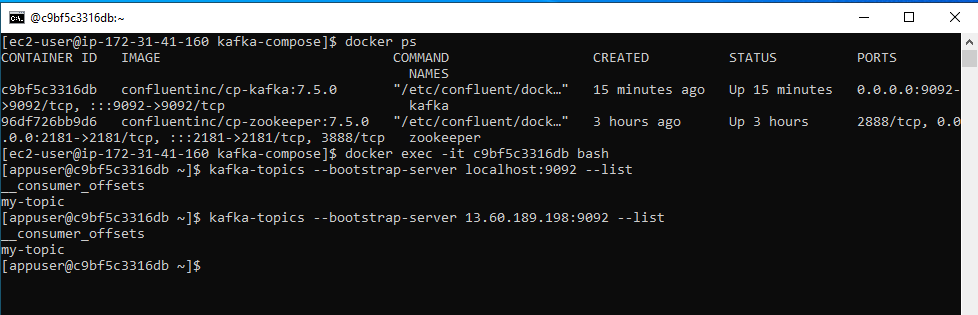 @c9bf5c3316db:~
[ec2-user@ip-172-31-41-160 kafka-compose]$ docker ps
CONTAINER ID   IMAGE                             COMMAND                  CREATED          STATUS          PORTS
                                                   NAMES
c9bf5c3316db   confluentinc/cp-kafka:7.5.0       "/etc/confluent/dock…"   15 minutes ago   Up 15 minutes   0.0.0.0:9092-
>9092/tcp, :::9092->9092/tcp                       kafka
96df726bb9d6   confluentinc/cp-zookeeper:7.5.0   "/etc/confluent/dock…"   3 hours ago      Up 3 hours      2888/tcp, 0.0
.0.0:2181->2181/tcp, :::2181->2181/tcp, 3888/tcp   zookeeper
[ec2-user@ip-172-31-41-160 kafka-compose]$ docker exec -it c9bf5c3316db bash
[appuser@c9bf5c3316db ~]$ kafka-topics --bootstrap-server localhost:9092 --list
__consumer_offsets
my-topic
[appuser@c9bf5c3316db ~]$ kafka-topics --bootstrap-server 13.60.189.198:9092 --list
__consumer_offsets
my-topic
[appuser@c9bf5c3316db ~]$